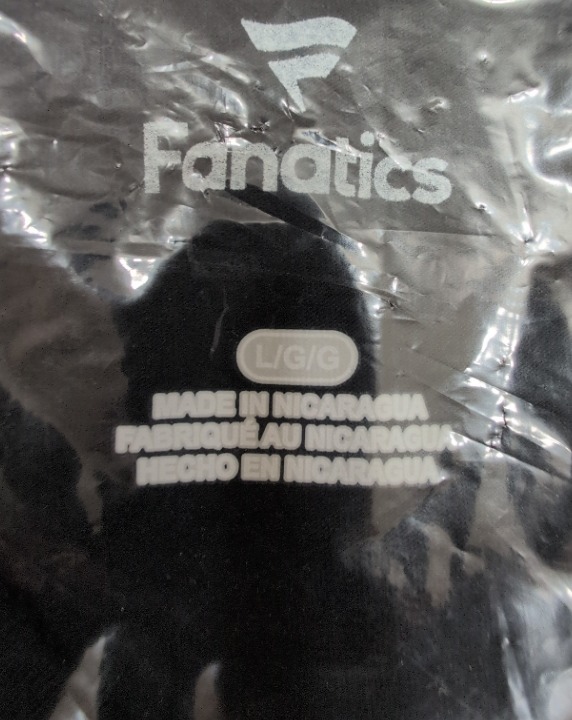 Fanatics
L/G/G
MADE IN NICARAGUA
FABRIQUÉ AU NICARAGUA
HECHO EN NICARAGUA